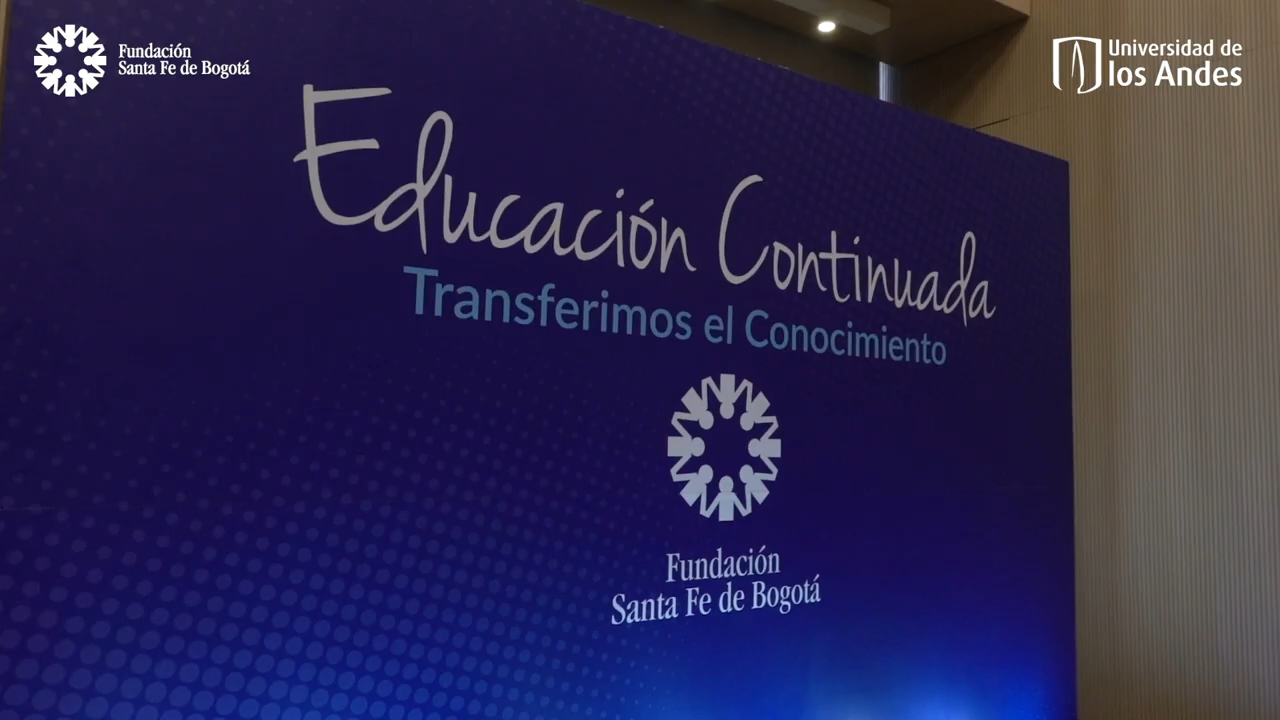 Fundación
Santa Fe de Bogotá
Universidad de
los Andes
Educación Continuada
Transferimos el Conocimiento
Fundación
Santa Fe de Bogotá